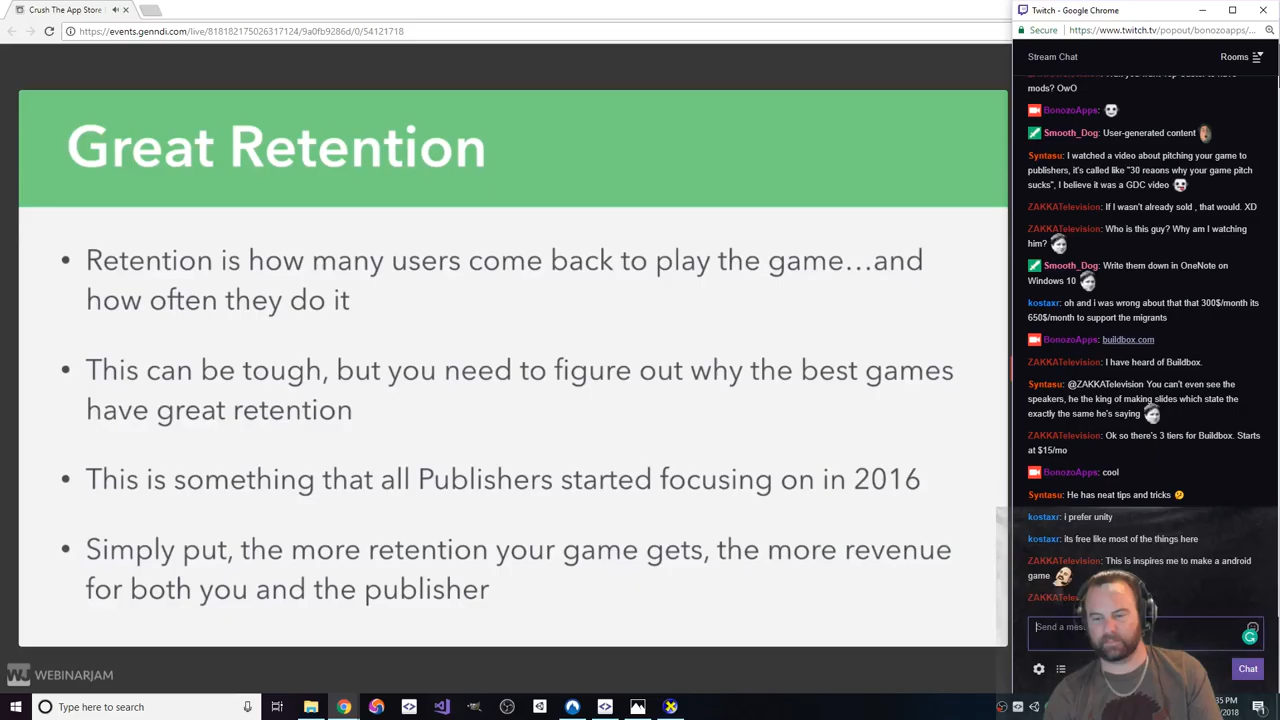 Crush The App Store
https://events.genndi.com/live/818182175026317124/9a0fb9286d/0/54121718
Great Retention
• Retention is how many users come back to play the game…and
how often they do it
• This can be tough, but you need to figure out why the best games
have great retention
• This is something that all Publishers started focusing on in 2016
• Simply put, the more retention your game gets, the more revenue
for both you and the publisher
WJ WEBINARJAM
Type here to search
Twitch - Google Chrome
Secure https://www.twitch.tv/popout/bonozoapps/...
Stream Chat Rooms
mods? OwO
BonozoApps:
Smooth_Dog: User-generated content
Syntasu: I watched a video about pitching your game to
publishers, it's called like "30 reaons why your game pitch
sucks", I believe it was a GDC video
ZAKKATelevision: If I wasn't already sold , that would. XD
ZAKKATelevision: Who is this guy? Why am I watching
him?
Smooth_Dog: Write them down in OneNote on
Windows 10
kostaxr: oh and i was wrong about that that 300$/month its
650$/month to support the migrants
BonozoApps: buildbox.com
ZAKKATelevision: I have heard of Buildbox.
Syntasu: @ZAKKATelevision You can't even see the
speakers, he the king of making slides which state the
exactly the same he's saying
ZAKKATelevision: Ok so there's 3 tiers for Buildbox. Starts
at $15/mo
BonozoApps: cool
Syntasu: He has neat tips and tricks
kostaxr: i prefer unity
kostaxr: its free like most of the things here
ZAKKATelevision: This is inspires me to make a android
game
Send a
Chat